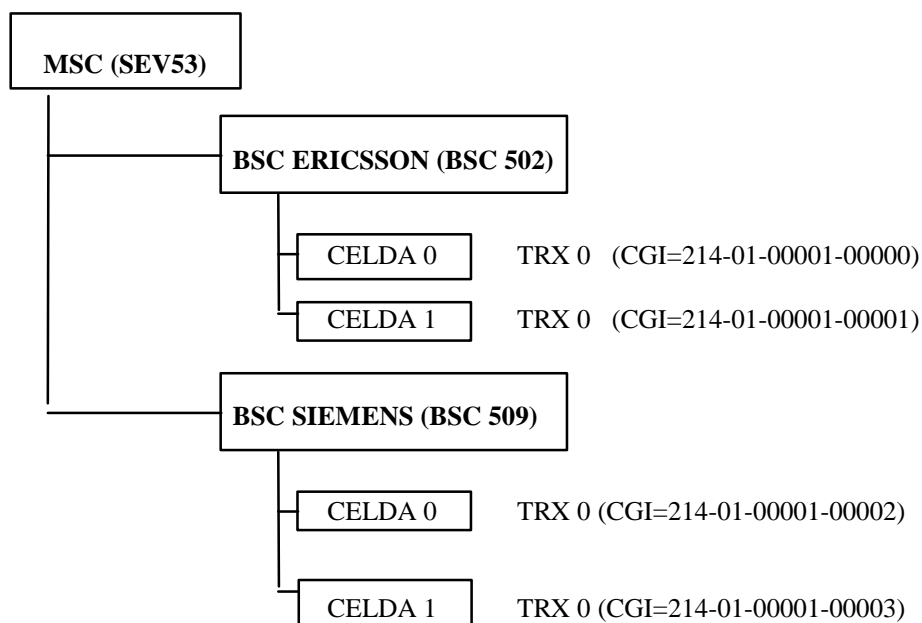 MSC (SEV53)
BSC ERICSSON (BSC 502)
CELDA 0 TRX 0 (CGI=214-01-00001-00000)
CELDA 1 TRX 0 (CGI=214-01-00001-00001)
BSC SIEMENS (BSC 509)
CELDA 0 TRX 0 (CGI=214-01-00001-00002)
CELDA 1 TRX 0 (CGI=214-01-00001-00003)